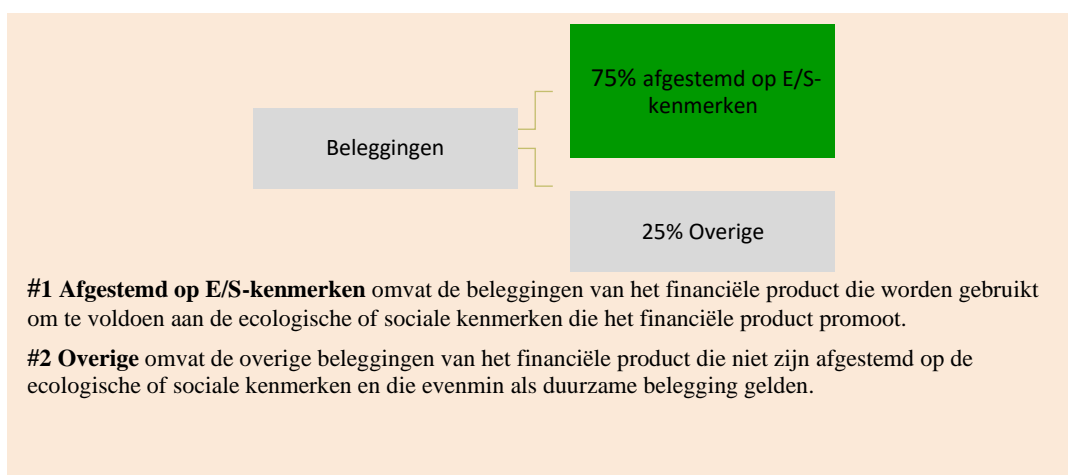 75% afgestemd op E/S-
kenmerken
Beleggingen
25% Overige
#1 Afgestemd op E/S-kenmerken omvat de beleggingen van het financiële product die worden gebruikt
om te voldoen aan de ecologische of sociale kenmerken die het financiële product promoot.
#2 Overige omvat de overige beleggingen van het financiële product die niet zijn afgestemd op de
ecologische of sociale kenmerken en die evenmin als duurzame belegging gelden.